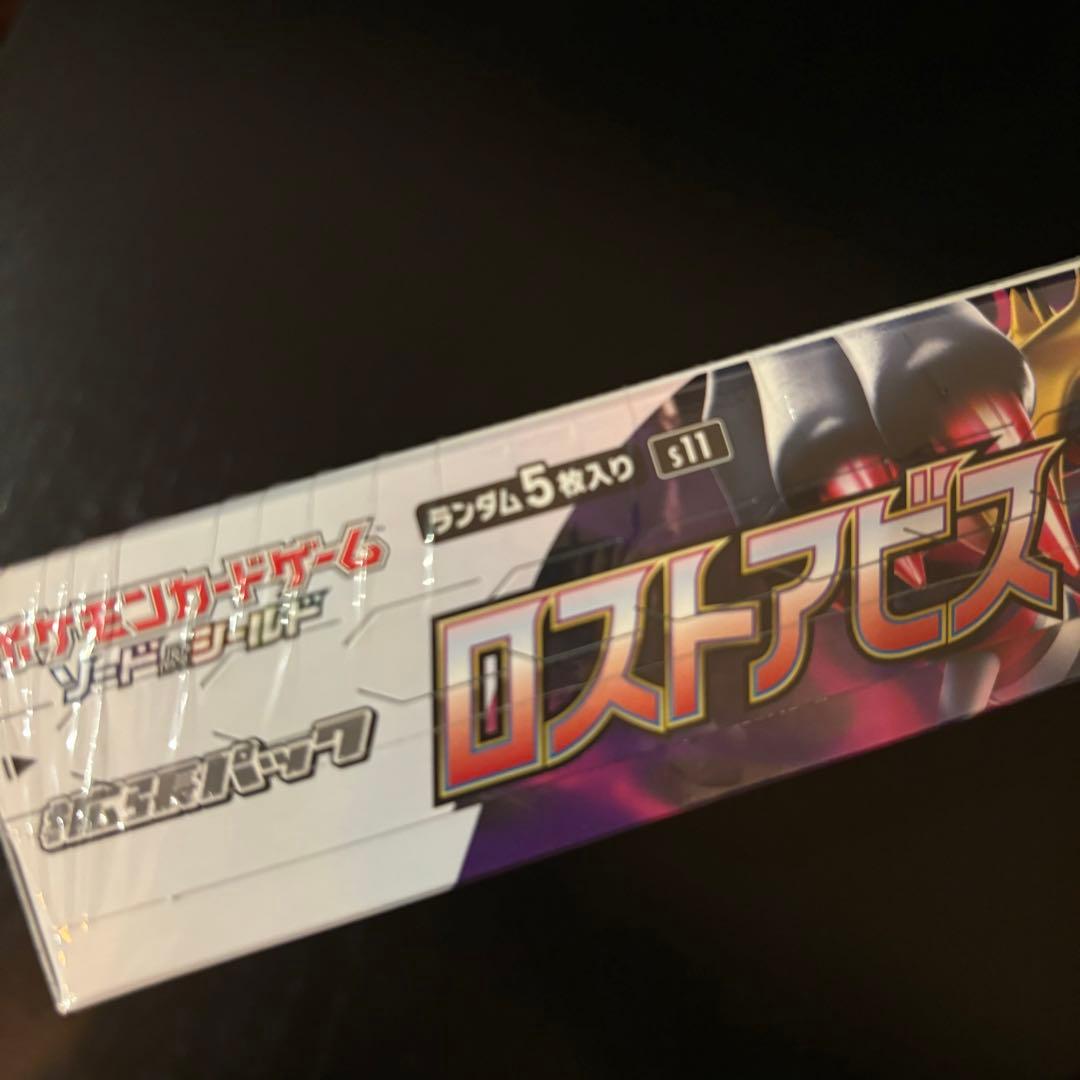 ポケモンカードゲーム
ソード&シールド
拡張パック
ランダム5枚入り
s11
ロストアビス